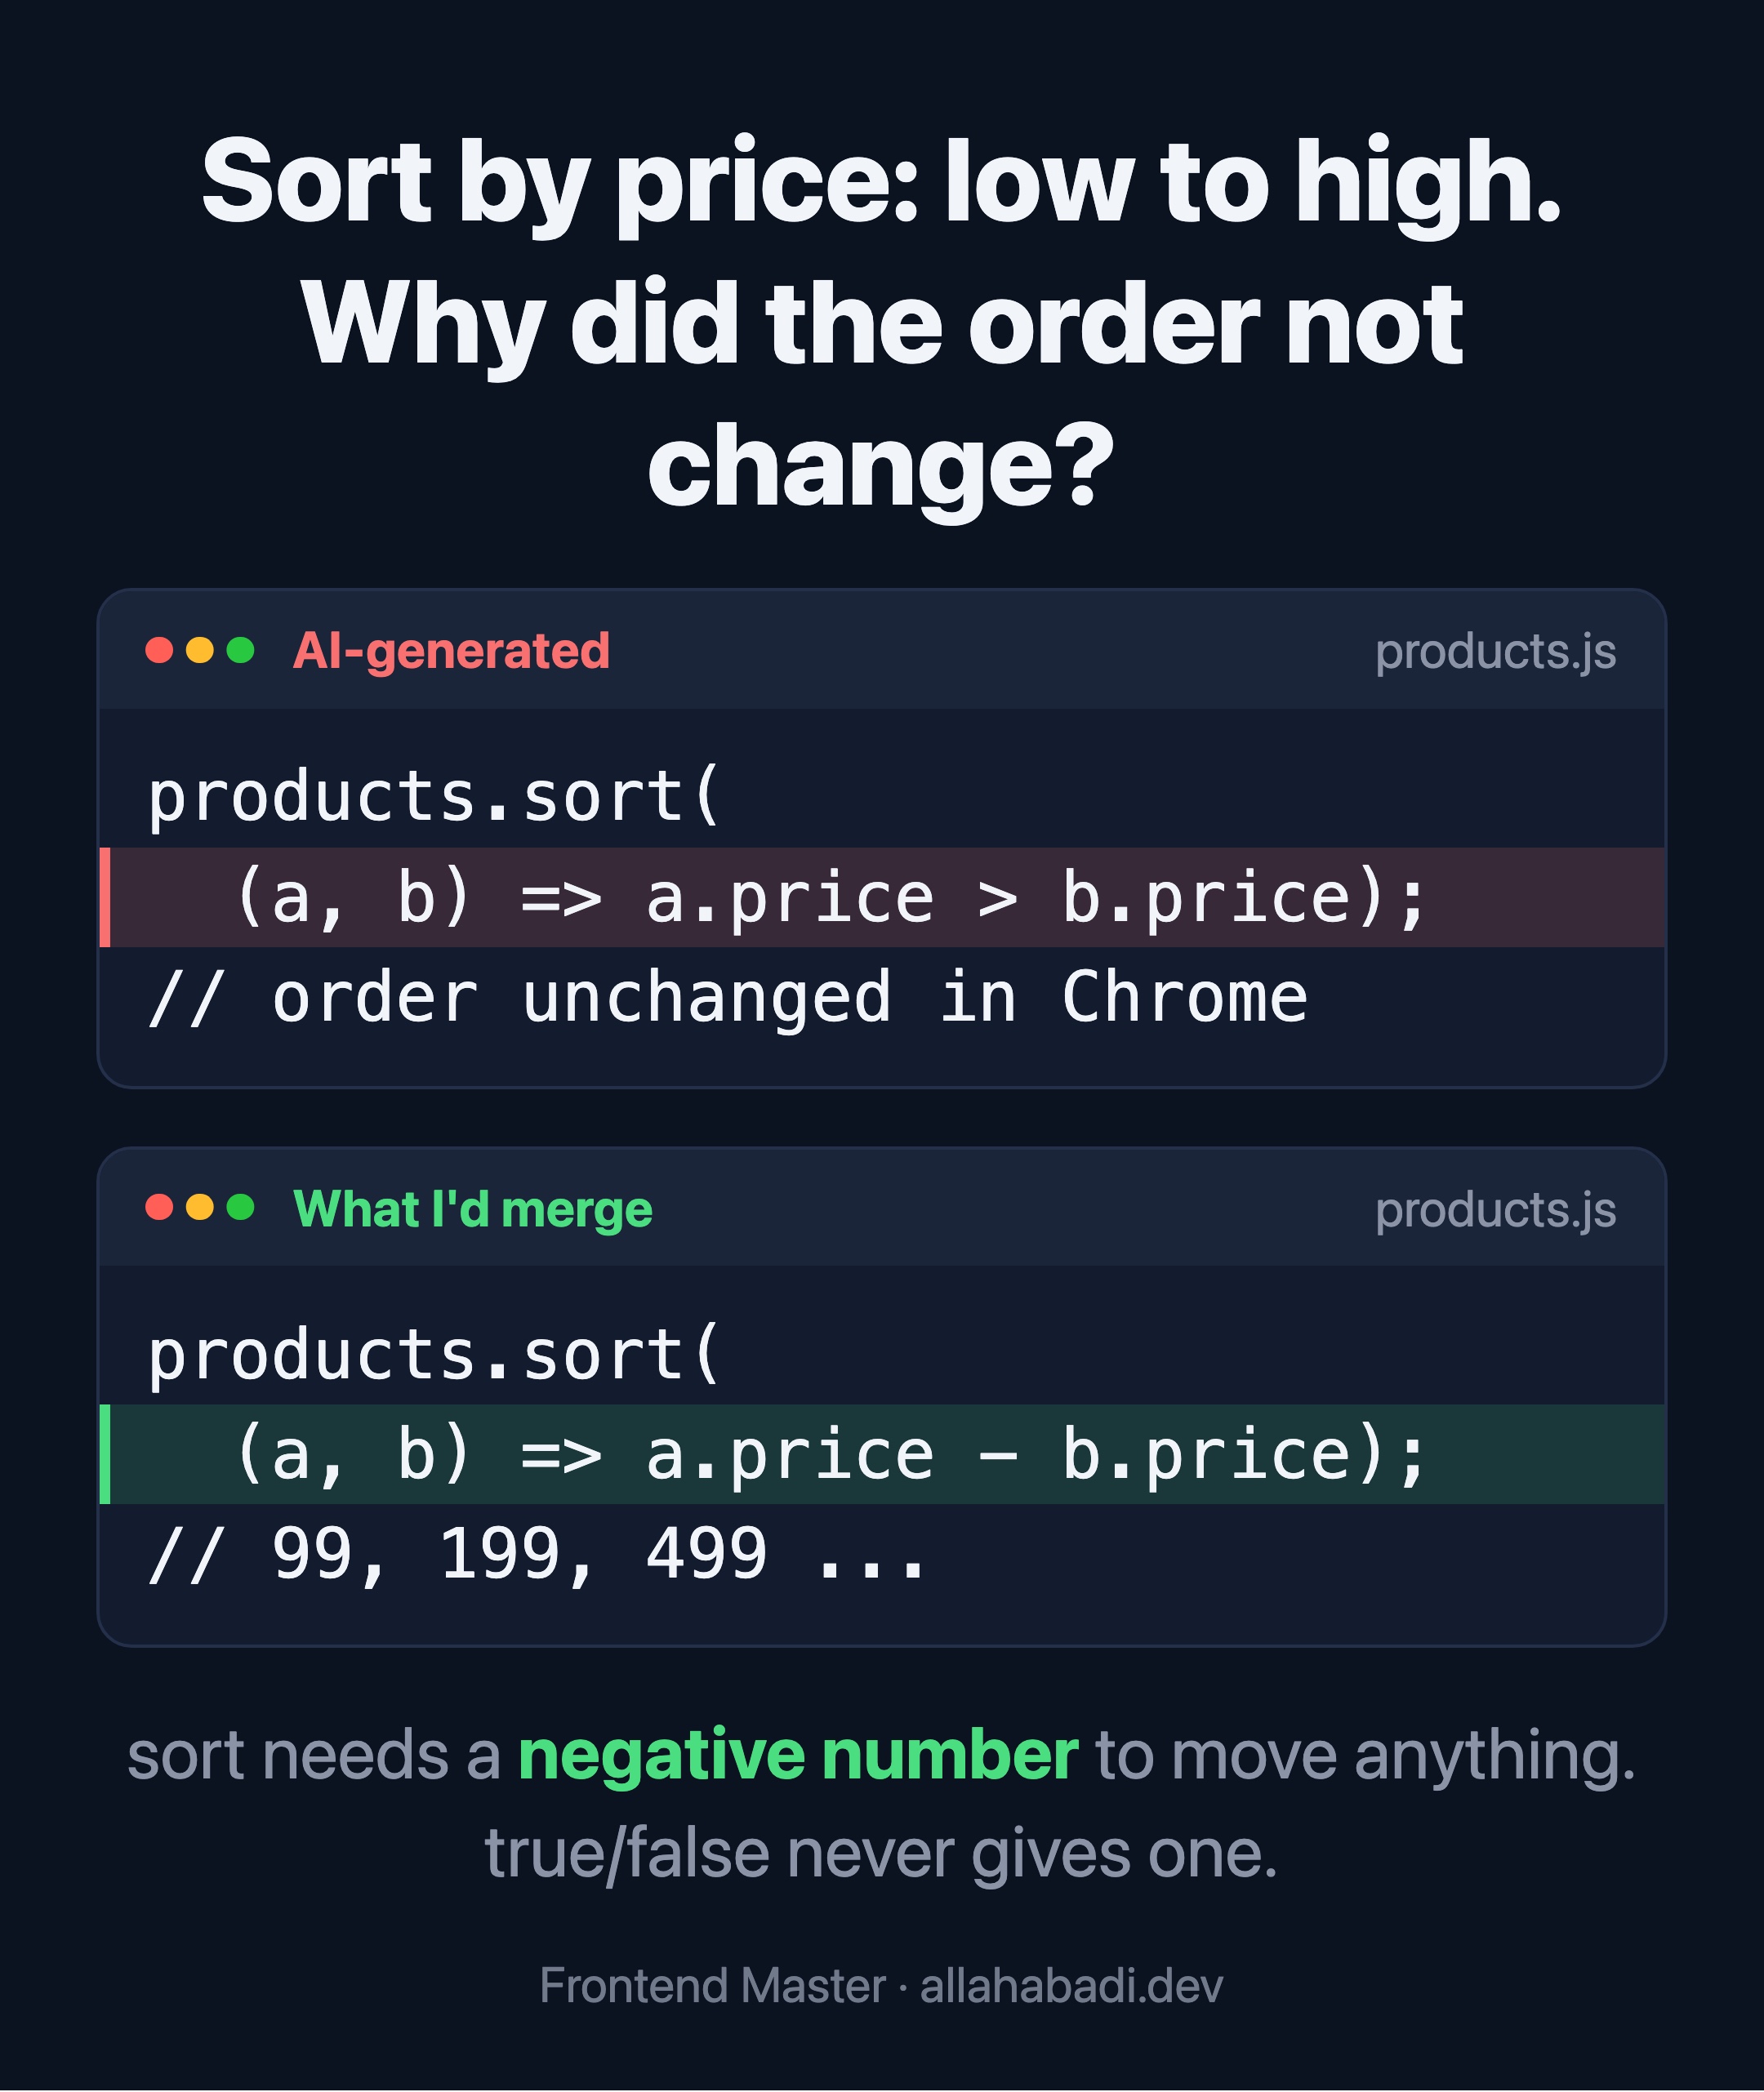 Sort by price: low to high.
Why did the order not
change?
AI-generated products.js
products.sort(
  (a, b) => a.price > b.price);
// order unchanged in Chrome
What I'd merge products.js
products.sort(
  (a, b) => a.price − b.price);
// 99, 199, 499 ...
sort needs a negative number to move anything.
true/false never gives one.
Frontend Master · allahabadi.dev